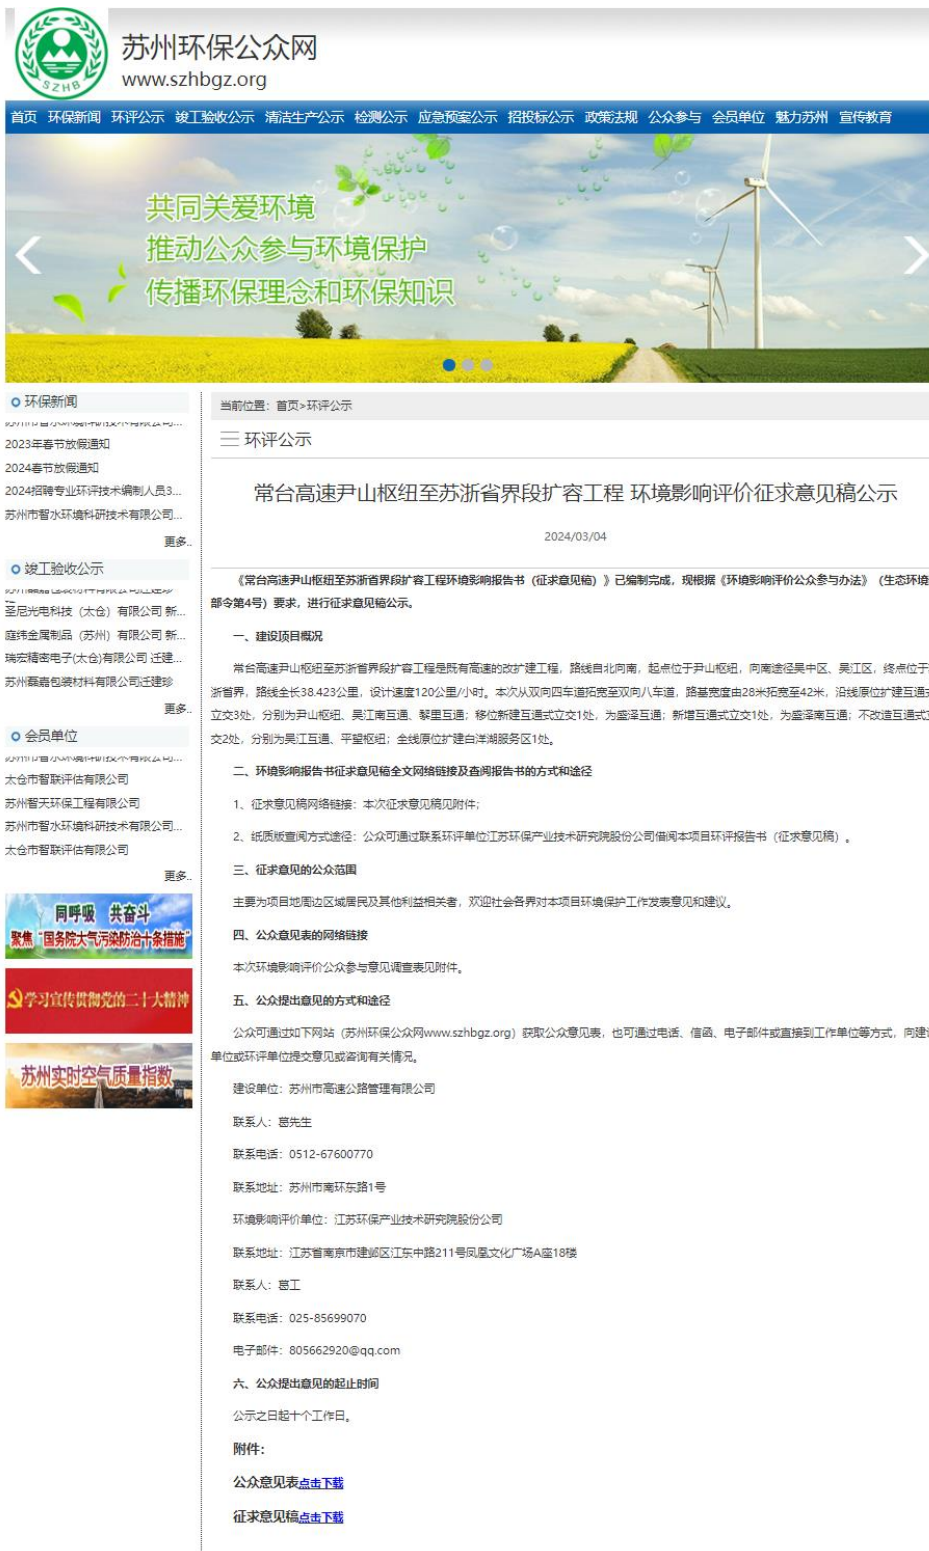 SZHB
苏州环保公众网
www.szhbgz.org
首页 环保新闻 环评公示 竣工验收公示 清洁生产公示 检测公示 应急预案公示 招投标公示 政策法规 公众参与 会员单位 魅力苏州 宣传教育
共同关爱环境
推动公众参与环境保护
传播环保理念和环保知识
环保新闻
2023年春节放假通知
2024春节放假通知
2024招聘专业环评技术编制人员3...
苏州市智水环境科研技术有限公司...
更多..
竣工验收公示
圣尼光电科技（太仓）有限公司 新...
庭纬金属制品（苏州）有限公司 新...
瑞宏精密电子(太仓)有限公司 迁建...
苏州磊嘉包装材料有限公司迁建珍
更多..
会员单位
太仓市智联评估有限公司
苏州智天环保工程有限公司
苏州市智水环境科研技术有限公司...
太仓市智联评估有限公司
更多..
同呼吸 共奋斗
聚焦“国务院大气污染防治十条措施”
学习宣传贯彻党的二十大精神
苏州实时空气质量指数
当前位置：首页>环评公示
环评公示
常台高速尹山枢纽至苏浙省界段扩容工程 环境影响评价征求意见稿公示
2024/03/04
《常台高速尹山枢纽至苏浙省界段扩容工程环境影响报告书（征求意见稿）》已编制完成，现根据《环境影响评价公众参与办法》（生态环境
部令第4号）要求，进行征求意见稿公示。
一、建设项目概况
常台高速尹山枢纽至苏浙省界段扩容工程是既有高速的改扩建工程，路线自北向南，起点位于尹山枢纽，向南途径吴中区、吴江区，终点位于
浙省界，路线全长38.423公里，设计速度120公里/小时。本次从双向四车道拓宽至双向八车道，路基宽度由28米拓宽至42米，沿线原位扩建互通式
立交3处，分别为尹山枢纽、吴江南互通、黎里互通；移位新建互通式立交1处，为盛泽互通；新增互通式立交1处，为盛泽南互通；不改造互通式立
交2处，分别为吴江互通、平望枢纽；全线原位扩建白洋湖服务区1处。
二、环境影响报告书征求意见稿全文网络链接及查阅报告书的方式和途径
1、征求意见稿网络链接：本次征求意见稿见附件；
2、纸质版查阅方式途径：公众可通过联系环评单位江苏环保产业技术研究院股份公司借阅本项目环评报告书（征求意见稿）。
三、征求意见的公众范围
主要为项目地周边区域居民及其他利益相关者，欢迎社会各界对本项目环境保护工作发表意见和建议。
四、公众意见表的网络链接
本次环境影响评价公众参与意见调查表见附件。
五、公众提出意见的方式和途径
公众可通过如下网站（苏州环保公众网www.szhbgz.org）获取公众意见表，也可通过电话、信函、电子邮件或直接到工作单位等方式，向建设
单位或环评单位提交意见或咨询有关情况。
建设单位：苏州市高速公路管理有限公司
联系人：葛先生
联系电话：0512-67600770
联系地址：苏州市南环东路1号
环境影响评价单位：江苏环保产业技术研究院股份公司
联系地址：江苏省南京市建邺区江东中路211号凤凰文化广场A座18楼
联系人：葛工
联系电话：025-85699070
电子邮件：805662920@qq.com
六、公众提出意见的起止时间
公示之日起十个工作日。
附件：
公众意见表点击下载
征求意见稿点击下载